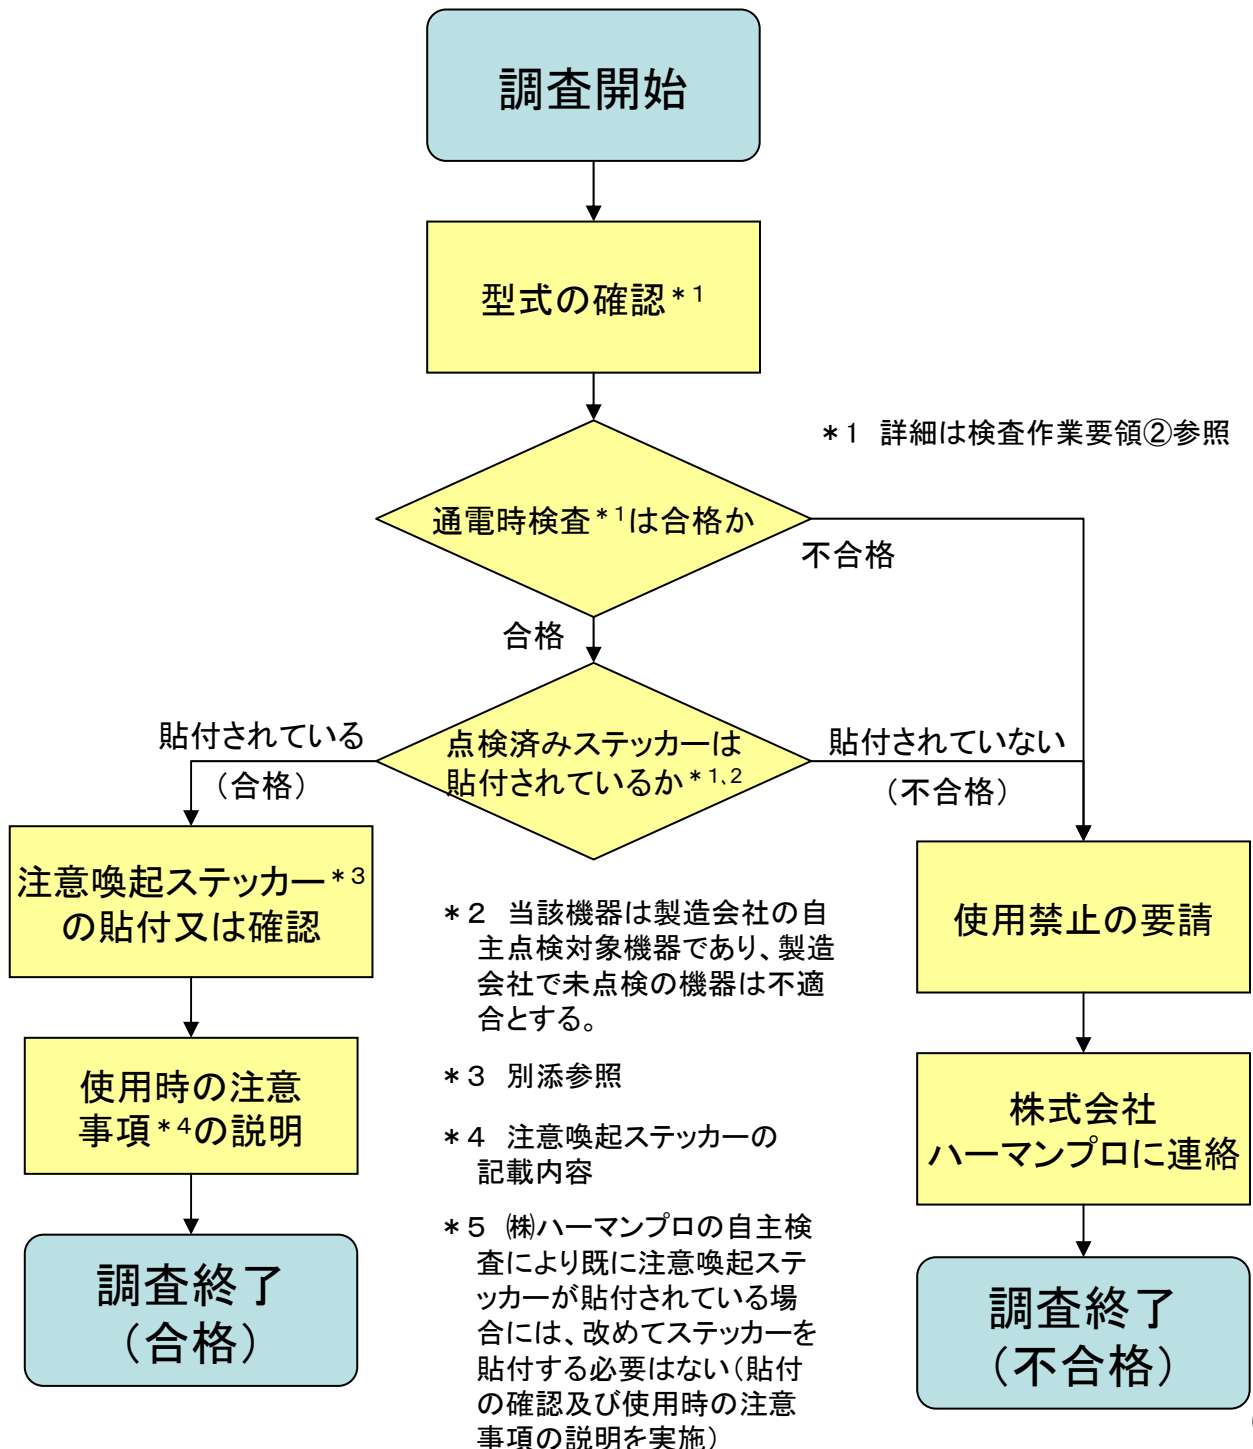 調査開始
型式の確認*1
*1 詳細は検査作業要領②参照
通電時検査*1は合格か
不合格
合格
点検済みステッカーは
貼付されているか*1、2
貼付されている
(合格)
貼付されていない
(不合格)
注意喚起ステッカー*3
の貼付又は確認
使用時の注意
事項*4の説明
調査終了
(合格)
*2 当該機器は製造会社の自
主点検対象機器であり、製造
会社で未点検の機器は不適
合とする。
*3 別添参照
*4 注意喚起ステッカーの
記載内容
*5 ㈱ハーマンプロの自主検
査により既に注意喚起ステ
ッカーが貼付されている場
合には、改めてステッカーを
貼付する必要はない(貼付
の確認及び使用時の注意
事項の説明を実施)
使用禁止の要請
株式会社
ハーマンプロに連絡
調査終了
(不合格)